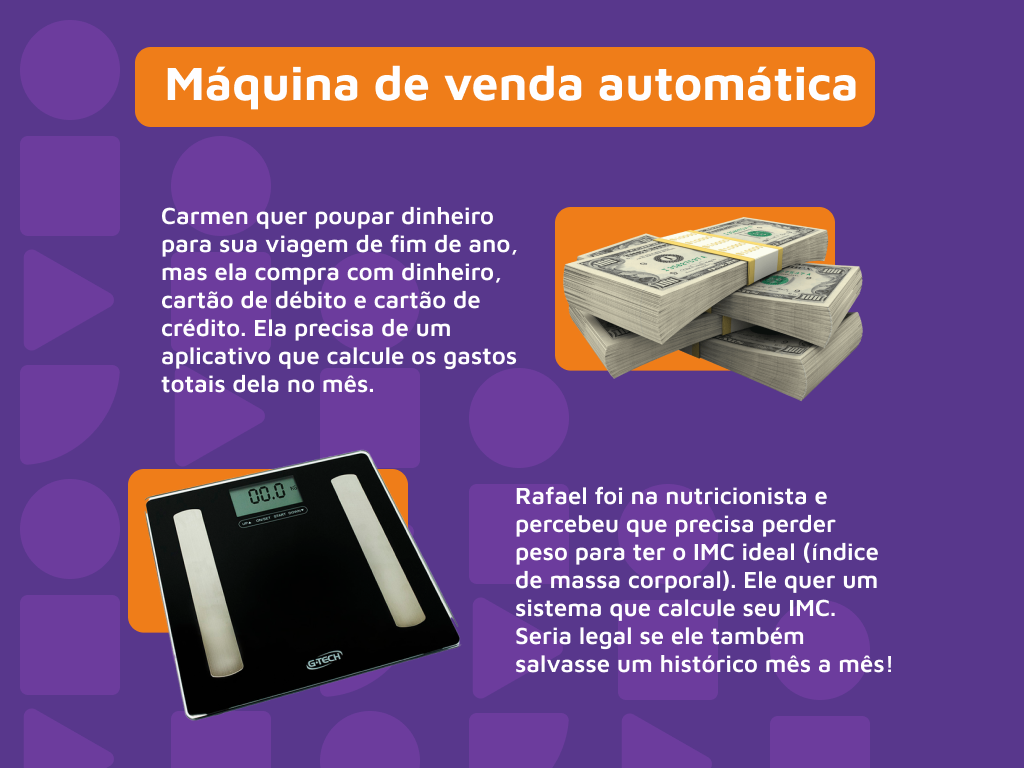 Máquina de venda automática
Carmen quer poupar dinheiro
para sua viagem de fim de ano,
mas ela compra com dinheiro,
cartão de débito e cartão de
crédito. Ela precisa de um
aplicativo que calcule os gastos
totais dela no mês.
100
00.0
G-TECH
Rafael foi na nutricionista e
percebeu que precisa perder
peso para ter o IMC ideal (índice
de massa corporal). Ele quer um
sistema que calcule seu IMC.
Seria legal se ele também
salvasse um histórico mês a mês!